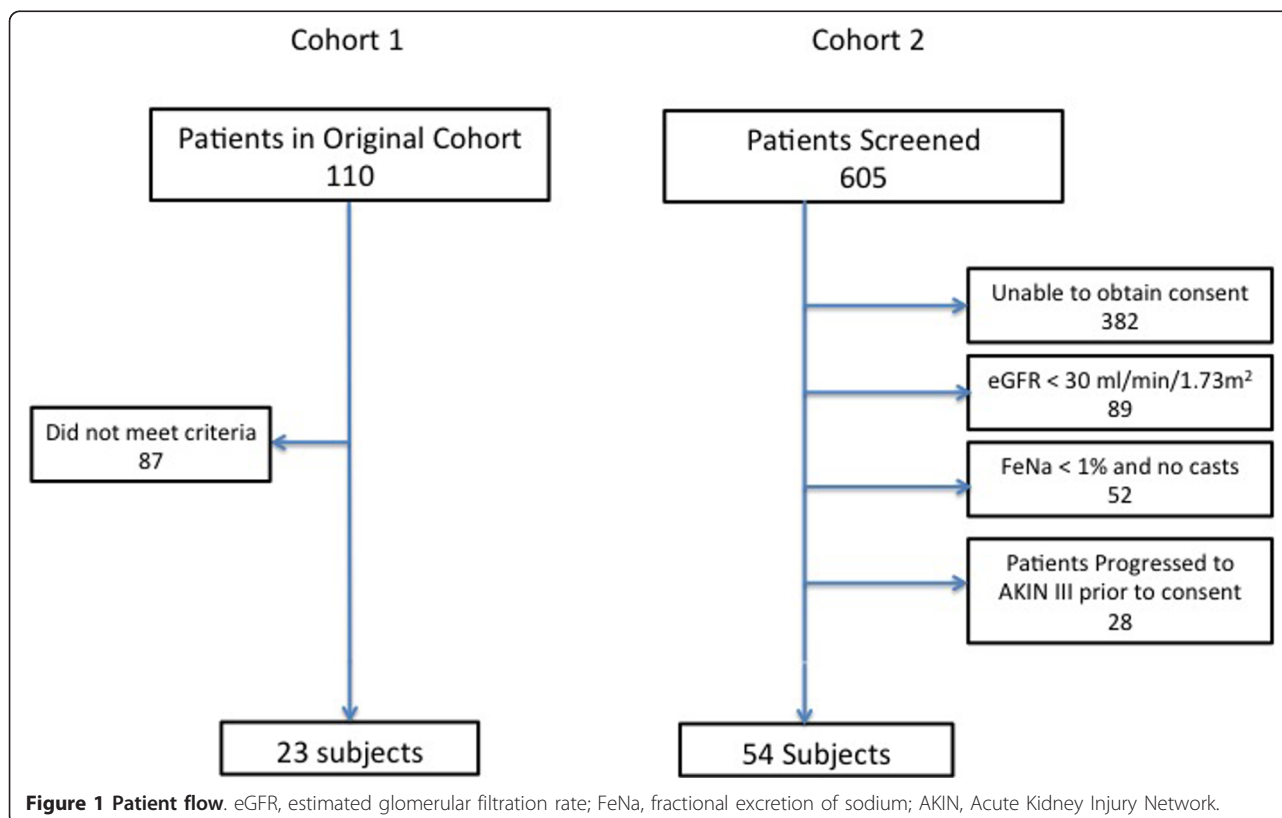 Cohort 1
Cohort 2
Patients in Original Cohort
110
Patients Screened
605
Unable to obtain consent
382
eGFR < 30 ml/min/1.73m²
89
Did not meet criteria
87
FeNa < 1% and no casts
52
Patients Progressed to
AKIN III prior to consent
28
23 subjects
54 Subjects
Figure 1 Patient flow. eGFR, estimated glomerular filtration rate; FeNa, fractional excretion of sodium; AKIN, Acute Kidney Injury Network.